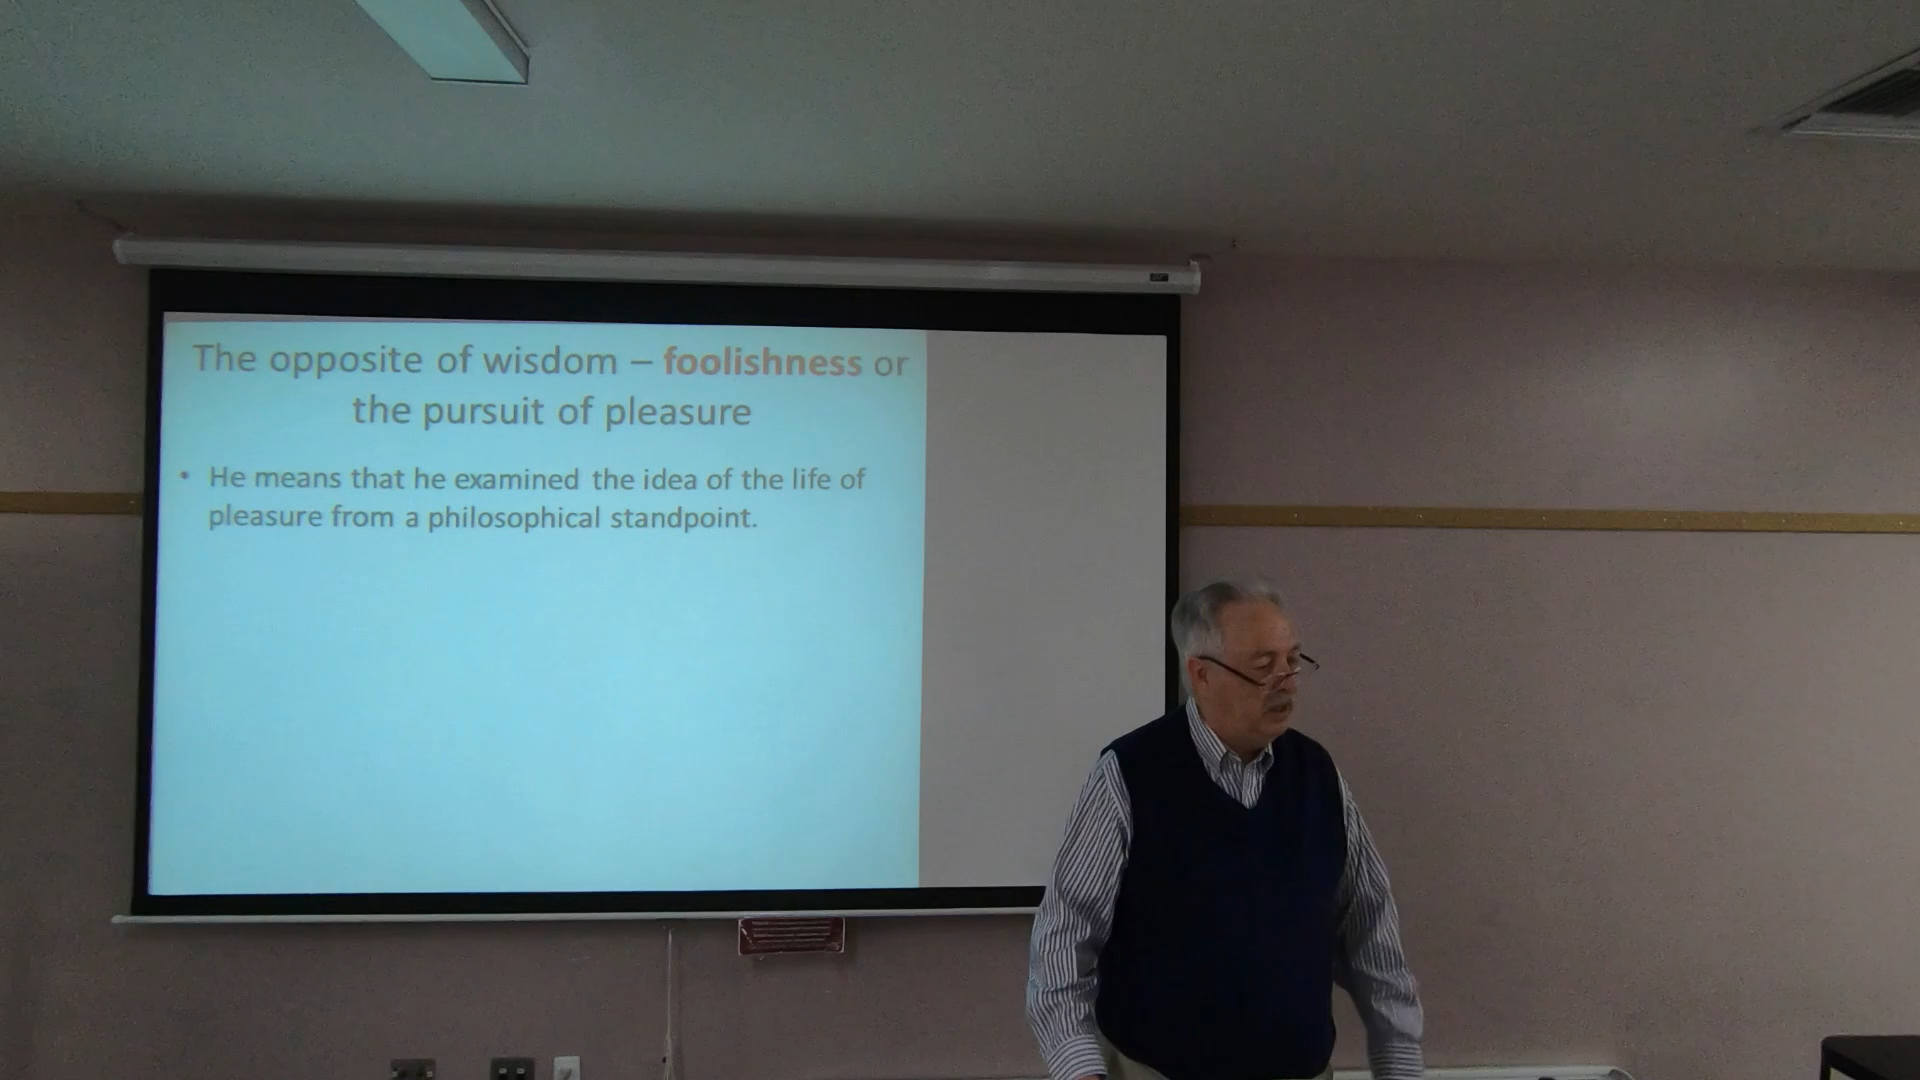 The opposite of wisdom – foolishness or
the pursuit of pleasure
• He means that he examined the idea of the life of
pleasure from a philosophical standpoint.